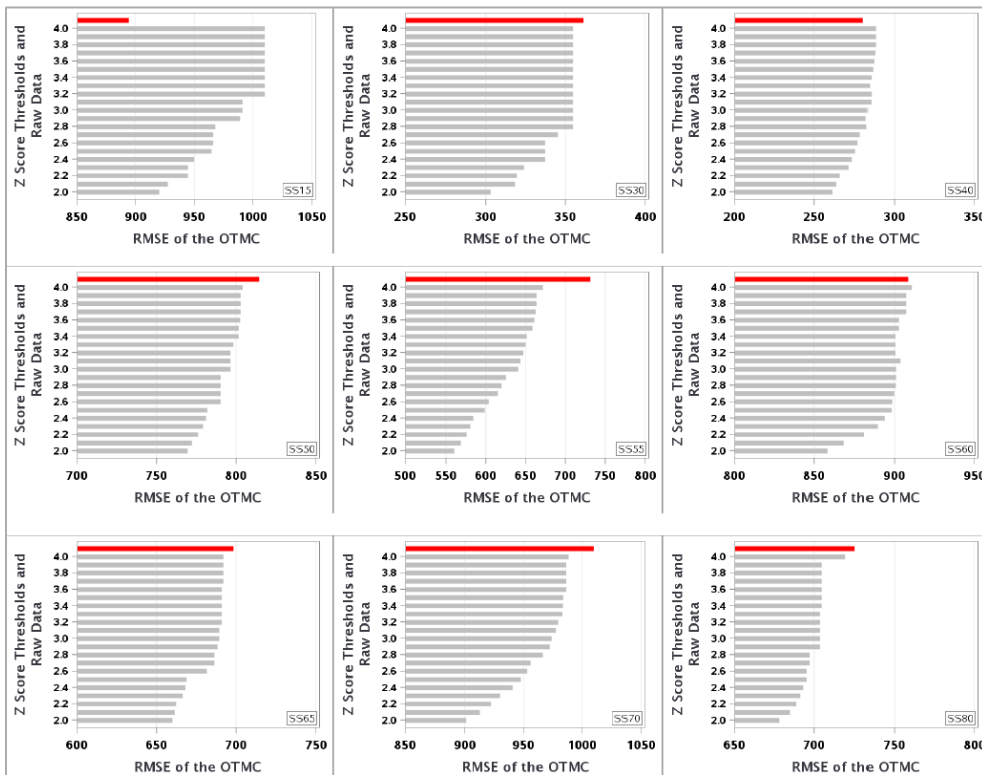 Z Score Thresholds and
Raw Data
4.0
3.8
3.6
3.4
3.2
3.0
2.8
2.6
2.4
2.2
2.0
SS15
850 900 950 1000 1050
RMSE of the OTMC
Z Score Thresholds and
Raw Data
4.0
3.8
3.6
3.4
3.2
3.0
2.8
2.6
2.4
2.2
2.0
SS30
250 300 350 400
RMSE of the OTMC
Z Score Thresholds and
Raw Data
4.0
3.8
3.6
3.4
3.2
3.0
2.8
2.6
2.4
2.2
2.0
SS40
200 250 300 350
RMSE of the OTMC
Z Score Thresholds and
Raw Data
4.0
3.8
3.6
3.4
3.2
3.0
2.8
2.6
2.4
2.2
2.0
SS50
700 750 800 850
RMSE of the OTMC
Z Score Thresholds and
Raw Data
4.0
3.8
3.6
3.4
3.2
3.0
2.8
2.6
2.4
2.2
2.0
SS55
500 550 600 650 700 750 800
RMSE of the OTMC
Z Score Thresholds and
Raw Data
4.0
3.8
3.6
3.4
3.2
3.0
2.8
2.6
2.4
2.2
2.0
SS60
800 850 900 950
RMSE of the OTMC
Z Score Thresholds and
Raw Data
4.0
3.8
3.6
3.4
3.2
3.0
2.8
2.6
2.4
2.2
2.0
SS65
600 650 700 750
RMSE of the OTMC
Z Score Thresholds and
Raw Data
4.0
3.8
3.6
3.4
3.2
3.0
2.8
2.6
2.4
2.2
2.0
SS70
850 900 950 1000 1050
RMSE of the OTMC
Z Score Thresholds and
Raw Data
4.0
3.8
3.6
3.4
3.2
3.0
2.8
2.6
2.4
2.2
2.0
SS80
650 700 750 800
RMSE of the OTMC